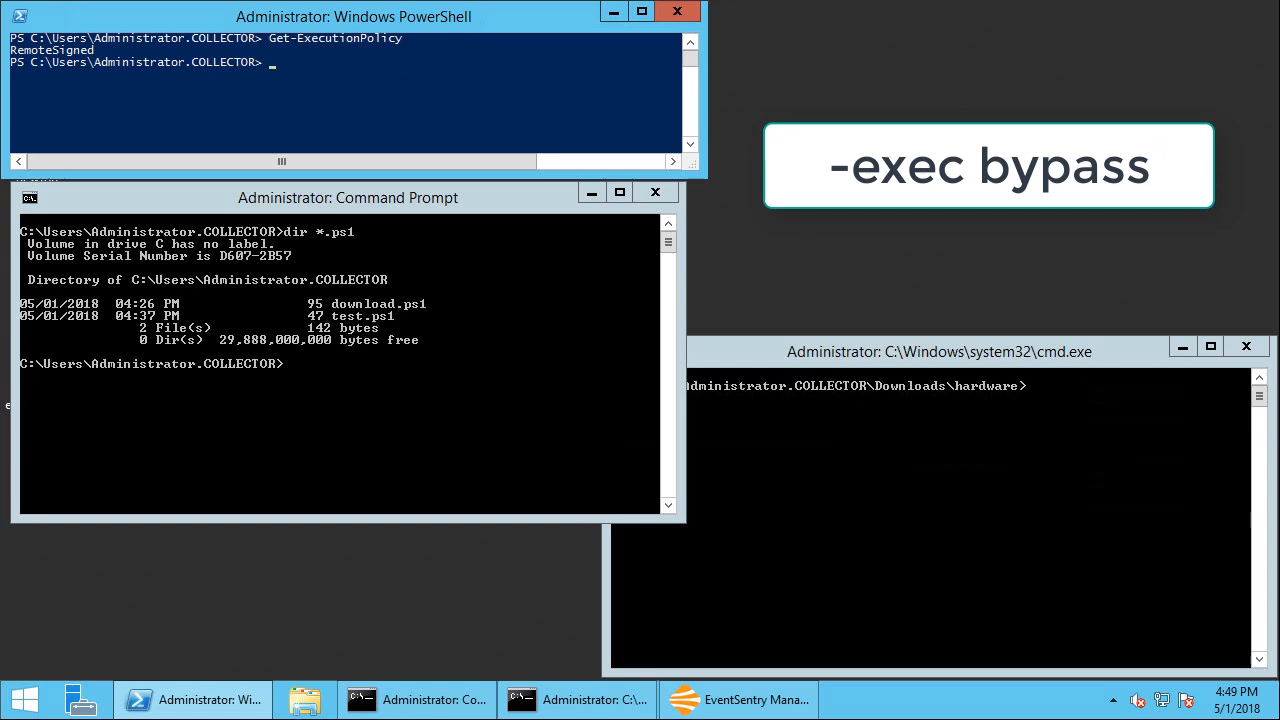 Administrator: Windows PowerShell
PS C:\Users\Administrator.COLLECTOR> Get-ExecutionPolicy
RemoteSigned
PS C:\Users\Administrator.COLLECTOR>
-exec bypass
Administrator: Command Prompt
C:\Users\Administrator.COLLECTOR>dir *.ps1
Volume in drive C has no label.
Volume Serial Number is D607-2B57
Directory of C:\Users\Administrator.COLLECTOR
05/01/2018 04:26 PM 95 download.ps1
05/01/2018 04:37 PM 47 test.ps1
2 File(s) 142 bytes
0 Dir(s) 29,888,000,000 bytes free
C:\Users\Administrator.COLLECTOR>
Administrator: C:\Windows\system32\cmd.exe
dministrator.COLLECTOR\Downloads\hardware>
Administrator: Wi...
Administrator: Co...
Administrator: C:\...
EventSentry Mana...
4:49 PM
5/1/2018